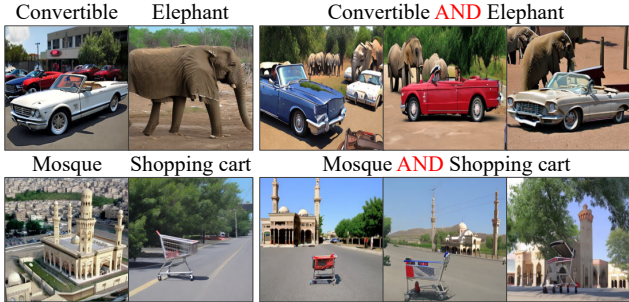 Convertible Elephant Convertible AND Elephant
Mosque Shopping cart Mosque AND Shopping cart